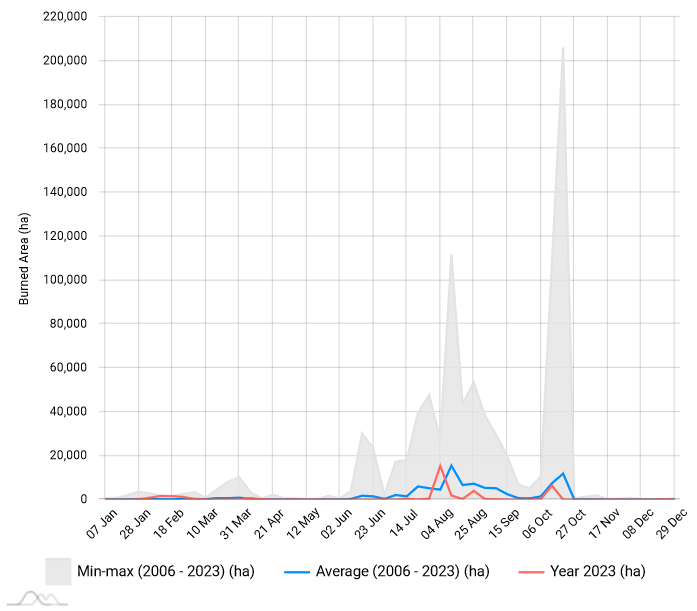 220,000
200,000
180,000
160,000
140,000
120,000
100,000
80,000
60,000
40,000
20,000
0
Burned Area (ha)
07 Jan
28 Jan
18 Feb
10 Mar
31 Mar
21 Apr
12 May
02 Jun
23 Jun
14 Jul
04 Aug
25 Aug
15 Sep
06 Oct
27 Oct
17 Nov
08 Dec
29 Dec
Min-max (2006 - 2023) (ha)
Average (2006 - 2023) (ha)
Year 2023 (ha)